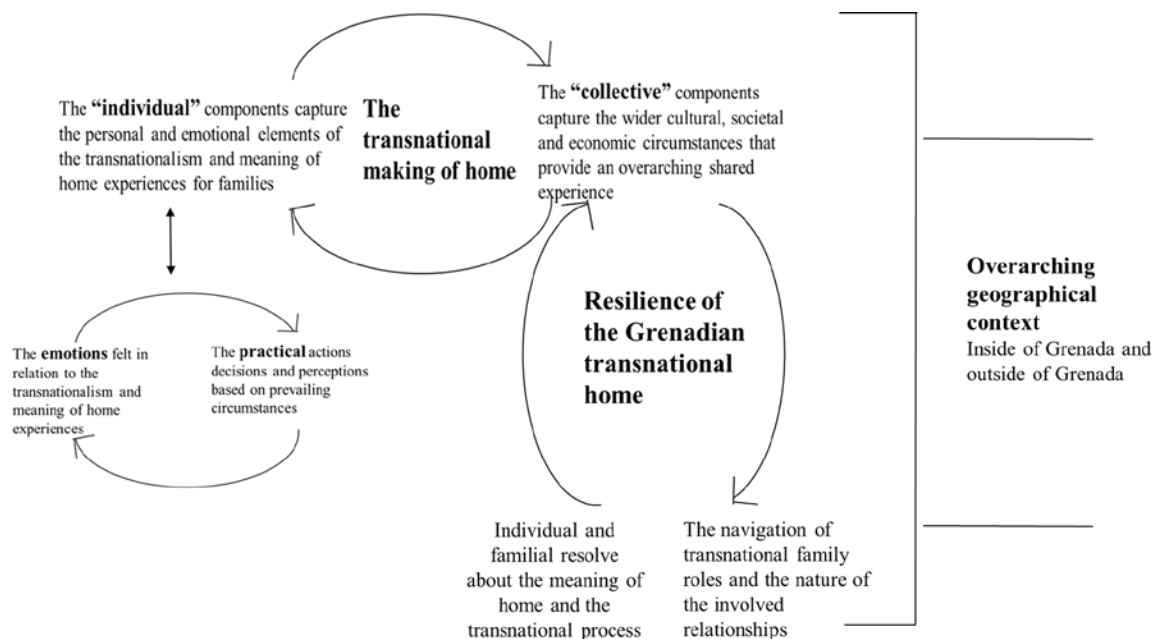 The “individual” components capture
the personal and emotional elements of
the transnationalism and meaning of
home experiences for families
The
transnational
making of home
The “collective” components
capture the wider cultural, societal
and economic circumstances that
provide an overarching shared
experience
The emotions felt in
relation to the
transnationalism and
meaning of home
experiences
The practical actions
decisions and perceptions
based on prevailing
circumstances
Resilience of
the Grenadian
transnational
home
Individual and
familial resolve
about the meaning of
home and the
transnational process
The navigation of
transnational family
roles and the nature of
the involved
relationships
Overarching
geographical
context
Inside of Grenada and
outside of Grenada